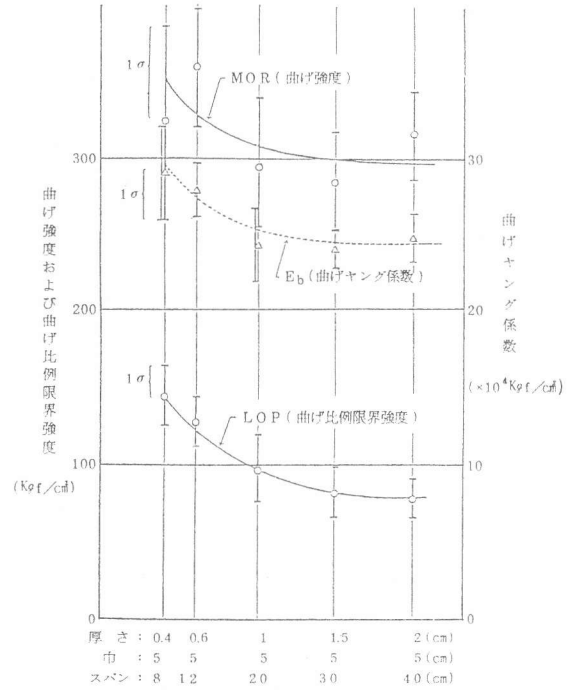 1σ
MOR(曲げ強度)
300
30
1σ
Eb(曲げヤング係数)
曲げ強度および曲げ比例限界強度
(Kgf/cm²)
曲げヤング係数
(×10⁴Kgf/cm²)
200
20
1σ
LOP(曲げ比例限界強度)
100
10
0
0
厚さ: 0.4 0.6 1 1.5 2(cm)
巾: 5 5 5 5 5(cm)
スパン: 8 12 20 30 40(cm)